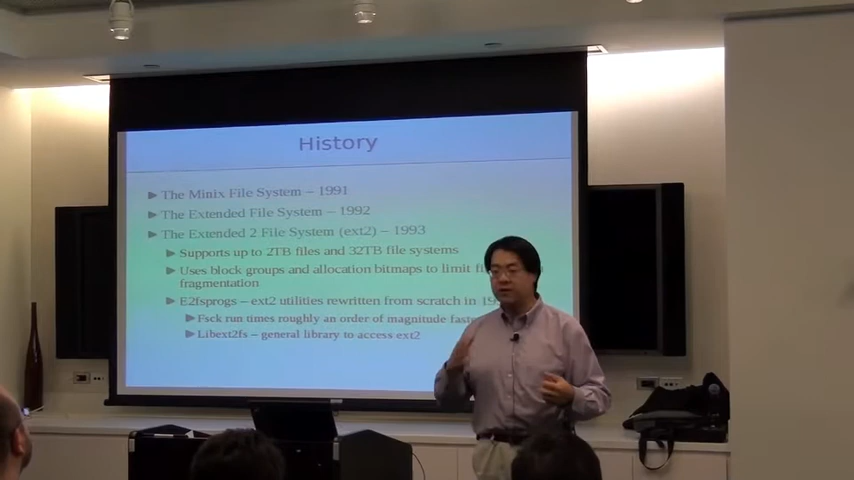 History
The Minix File System – 1991
The Extended File System – 1992
The Extended 2 File System (ext2) – 1993
Supports up to 2TB files and 32TB file systems
Uses block groups and allocation bitmaps to limit
fragmentation
E2fsprogs – ext2 utilities rewritten from scratch in
Fsck run times roughly an order of magnitude
Libext2fs – general library to access ext2